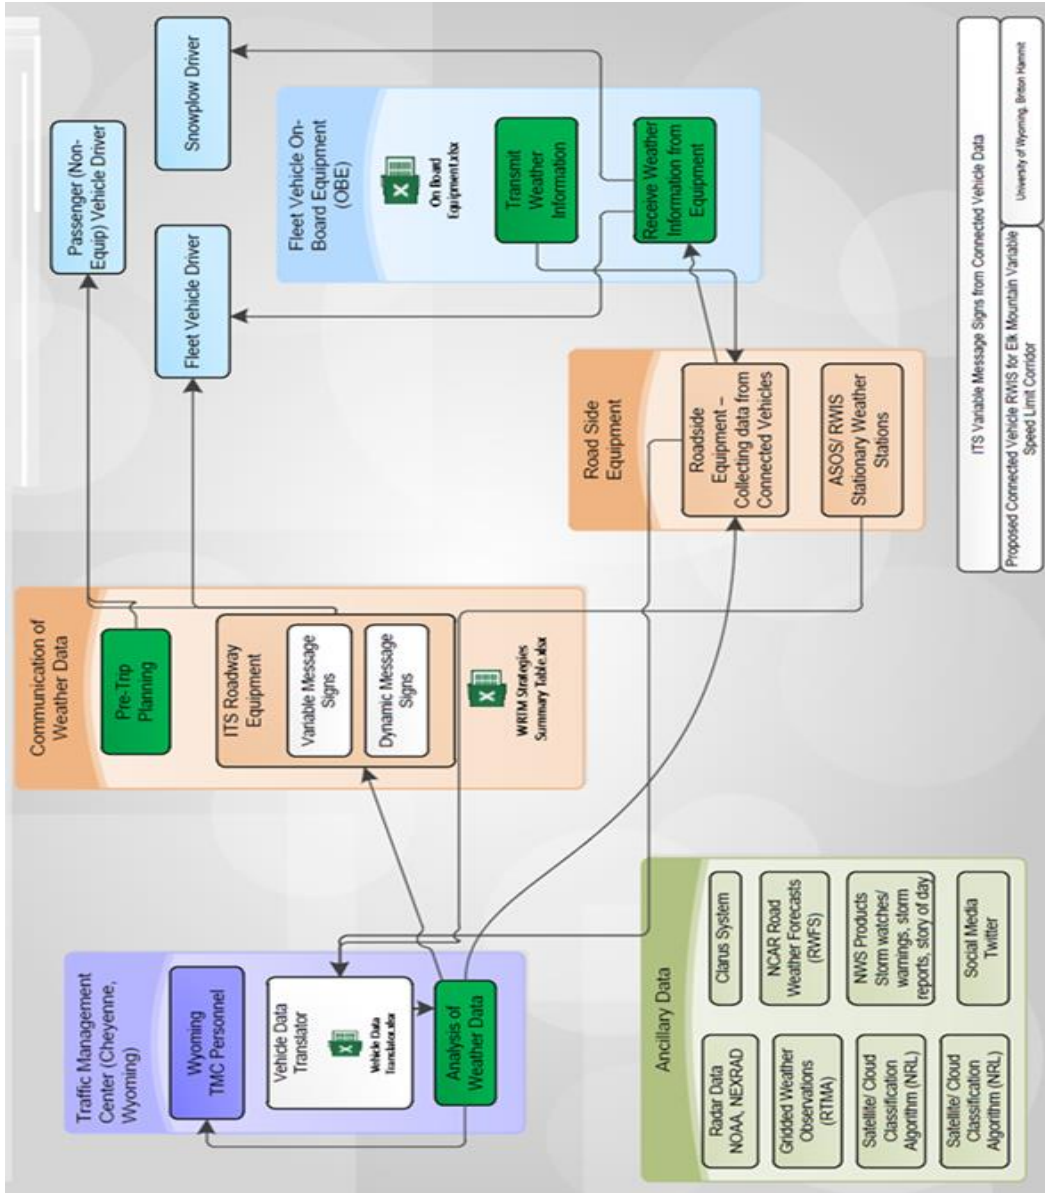 Traffic Management
Center (Cheyenne,
Wyoming)
Wyoming
TMC Personnel
Vehicle Data
Translator
Vehicle Data
Translator.xlsx
Analysis of
Weather Data
Communication of
Weather Data
Pre-Trip
Planning
ITS Roadway
Equipment
Variable Message
Signs
Dynamic Message
Signs
WRTM Strategies
Summary Table.xlsx
Passenger (Non-
Equip) Vehicle Driver
Fleet Vehicle Driver
Snowplow Driver
Fleet Vehicle On-
Board Equipment
(OBE)
On Board
Equipment.xlsx
Transmit
Weather
Information
Receive Weather
Information from
Equipment
Road Side
Equipment
Roadside
Equipment –
Collecting data from
Connected Vehicles
ASOS/ RWIS
Stationary Weather
Stations
Ancillary Data
Radar Data
NOAA, NEXRAD
Clarus System
Gridded Weather
Observations
(RTMA)
NCAR Road
Weather Forecasts
(RWFS)
Satellite/ Cloud
Classification
Algorithm (NRL)
NWS Products
Storm watches/
warnings, storm
reports, story of day
Satellite/ Cloud
Classification
Algorithm (NRL)
Social Media
Twitter
ITS Variable Message Signs from Connected Vehicle Data
Proposed Connected Vehicle RWIS for Elk Mountain Variable
Speed Limit Corridor
University of Wyoming, Britton Hammit